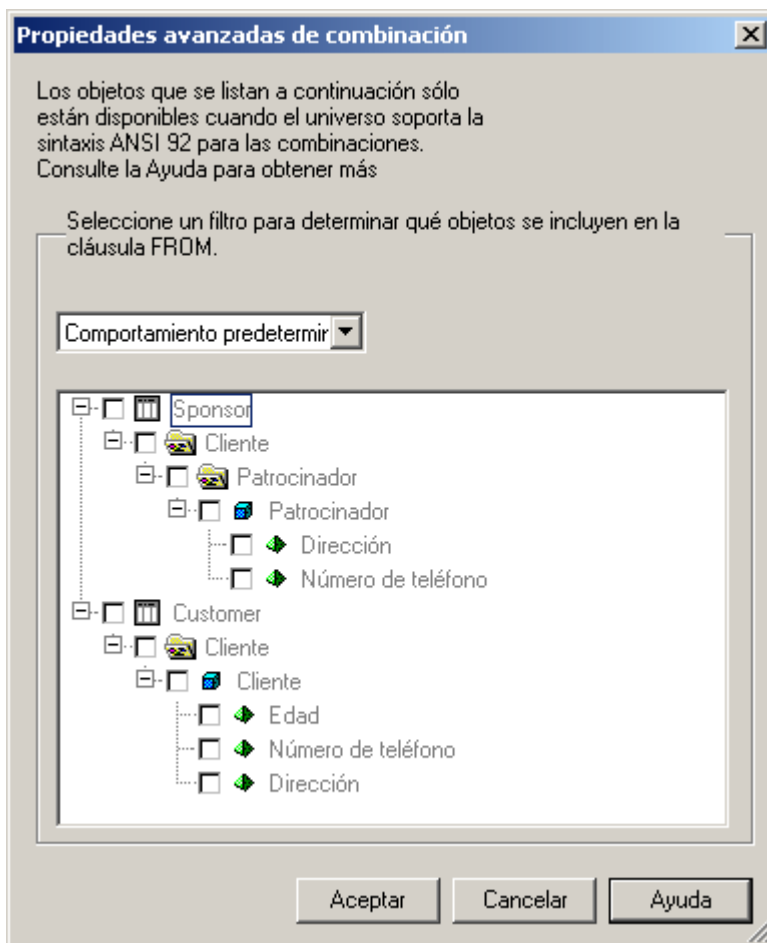 Propiedades avanzadas de combinación
Los objetos que se listan a continuación sólo
están disponibles cuando el universo soporta la
sintaxis ANSI 92 para las combinaciones.
Consulte la Ayuda para obtener más
Seleccione un filtro para determinar qué objetos se incluyen en la
cláusula FROM.
Comportamiento predetermir
Sponsor
Cliente
Patrocinador
Patrocinador
Dirección
Número de teléfono
Customer
Cliente
Cliente
Edad
Número de teléfono
Dirección
Aceptar
Cancelar
Ayuda